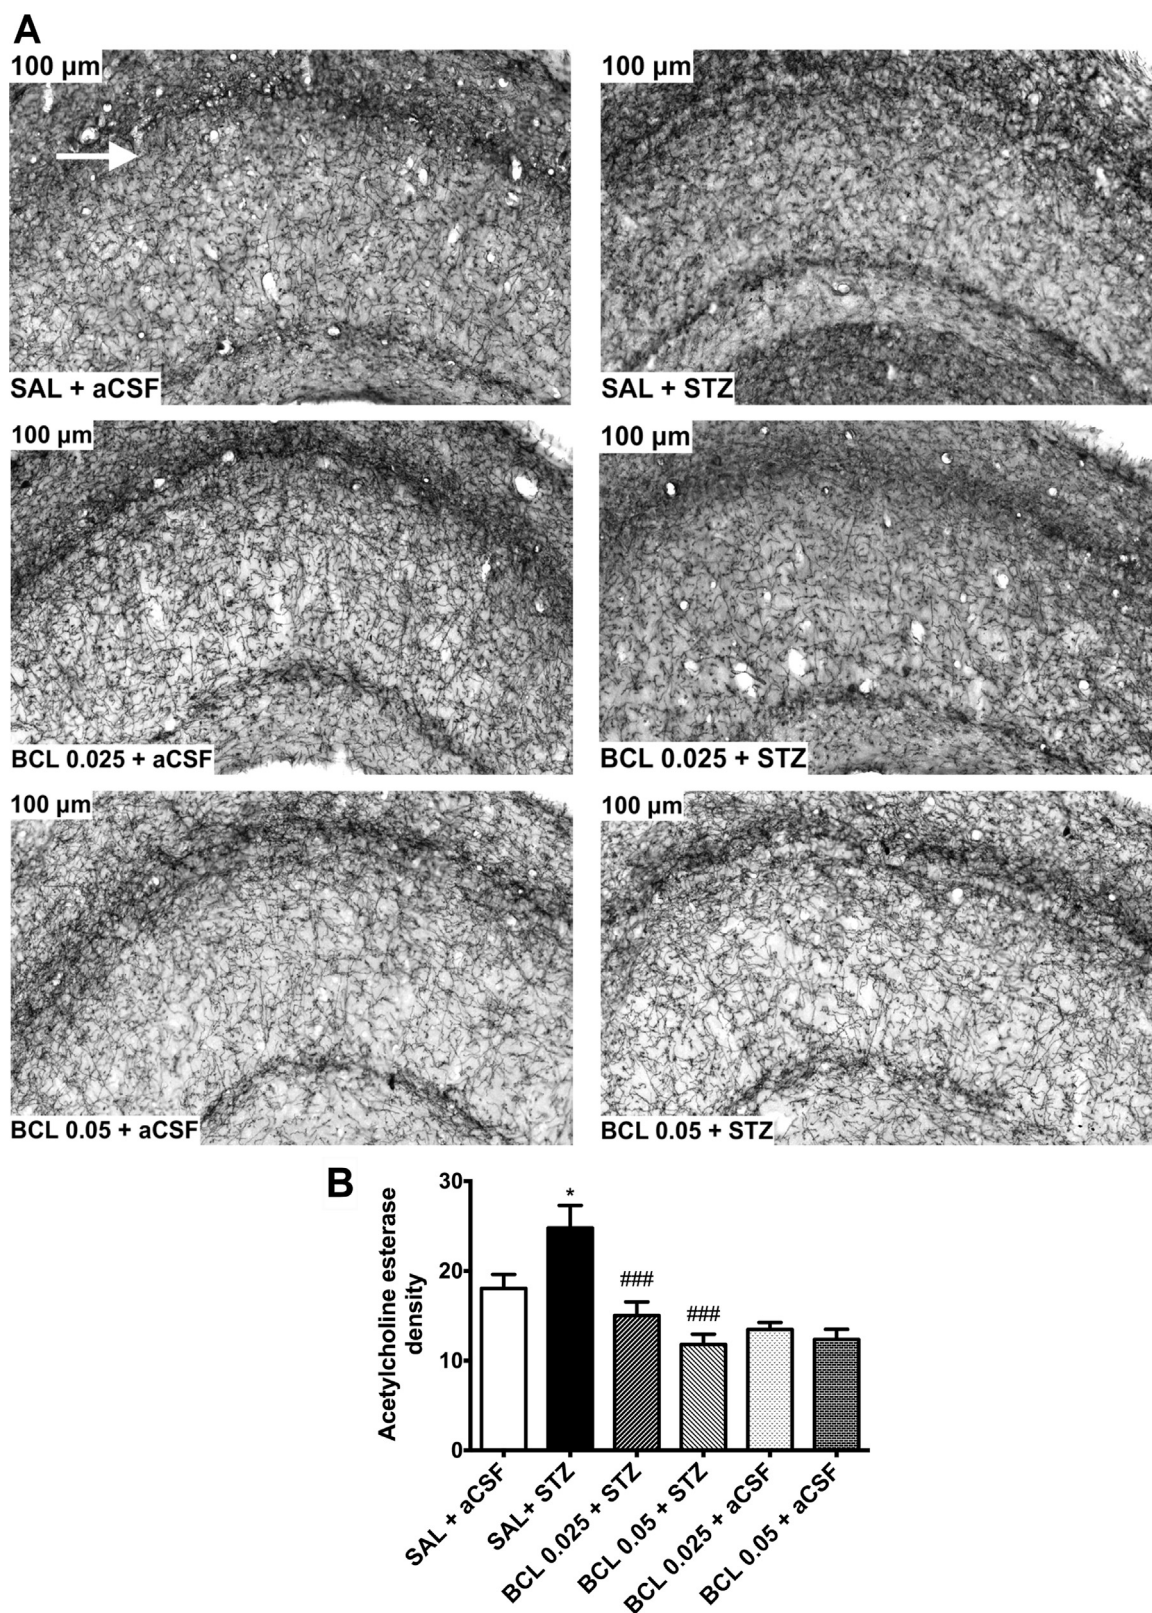 A
100 µm
100 µm
SAL + aCSF
SAL + STZ
100 µm
100 µm
BCL 0.025 + aCSF
BCL 0.025 + STZ
100 µm
100 µm
BCL 0.05 + aCSF
BCL 0.05 + STZ
B
Acetylcholine esterase
density
30
20
10
0
*
###
###
SAL + aCSF
SAL+ STZ
BCL 0.025 + STZ
BCL 0.05 + STZ
BCL 0.025 + aCSF
BCL 0.05 + aCSF